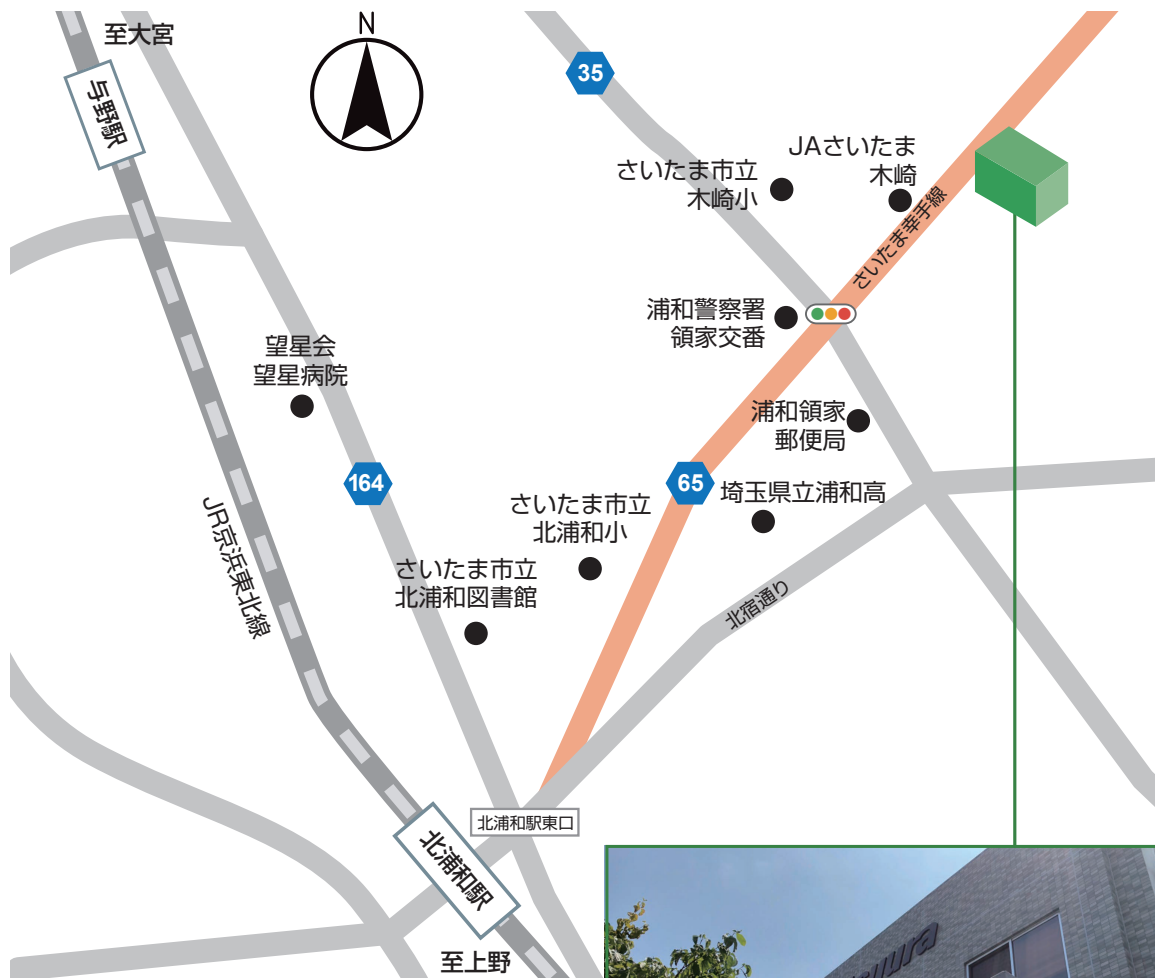 至大宮
N
35
与野駅
JAさいたま
木崎
さいたま市立
木崎小
さいたま幸手線
浦和警察署
領家交番
望星会
望星病院
浦和領家
郵便局
164
65
埼玉県立浦和高
さいたま市立
北浦和小
JR京浜東北線
さいたま市立
北浦和図書館
北宿通り
北浦和駅東口
北浦和駅
至上野